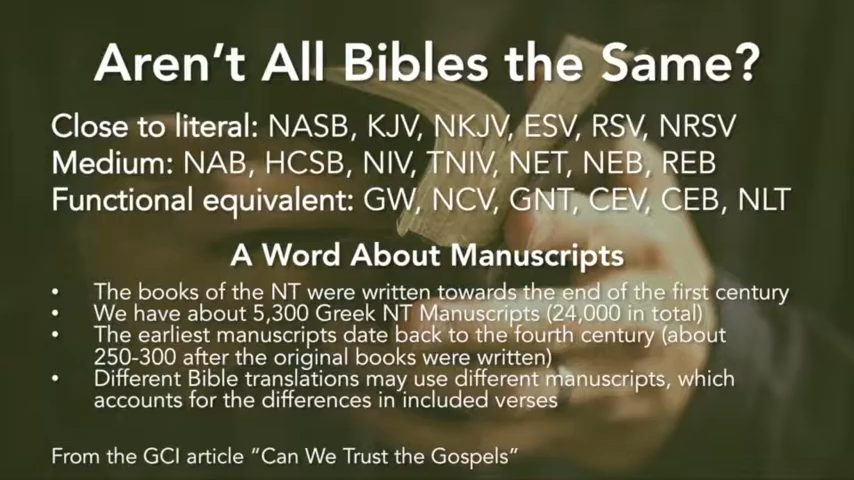 Aren't All Bibles the Same?
Close to literal: NASB, KJV, NKJV, ESV, RSV, NRSV
Medium: NAB, HCSB, NIV, TNIV, NET, NEB, REB
Functional equivalent: GW, NCV, GNT, CEV, CEB, NLT
A Word About Manuscripts
• The books of the NT were written towards the end of the first century
• We have about 5,300 Greek NT Manuscripts (24,000 in total)
• The earliest manuscripts date back to the fourth century (about
250-300 after the original books were written)
• Different Bible translations may use different manuscripts, which
accounts for the differences in included verses
From the GCI article "Can We Trust the Gospels"